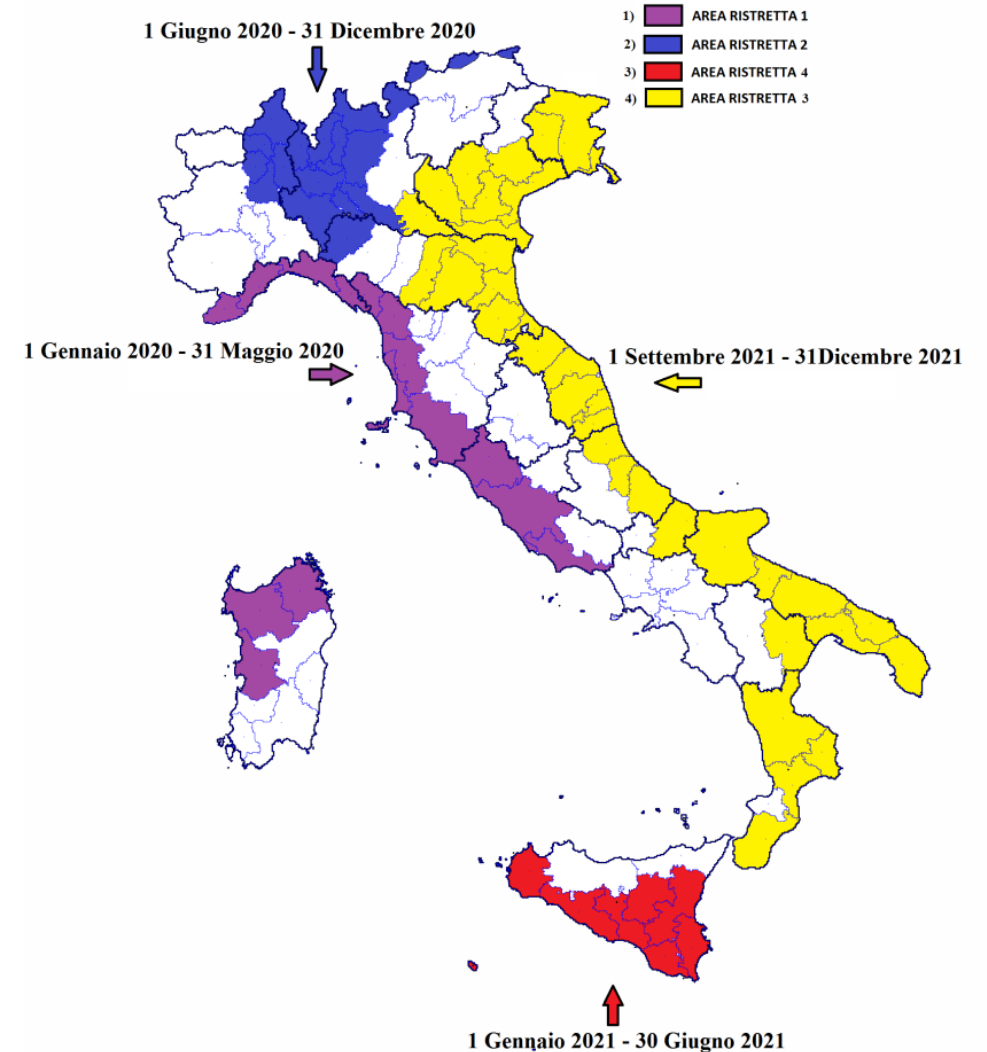 1) AREA RISTRETTA 1
1 Giugno 2020 - 31 Dicembre 2020
2) AREA RISTRETTA 2
3) AREA RISTRETTA 4
4) AREA RISTRETTA 3
1 Gennaio 2020 - 31 Maggio 2020
1 Settembre 2021 - 31Dicembre 2021
1 Gennaio 2021 - 30 Giugno 2021